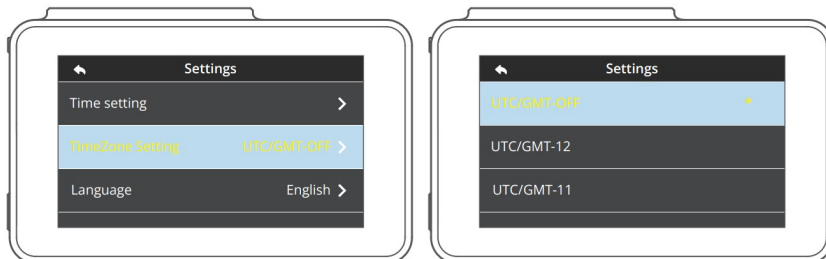 Settings
Time setting
TimeZone Setting UTC/GMT-OFF
Language English
Settings
UTC/GMT-OFF
UTC/GMT-12
UTC/GMT-11